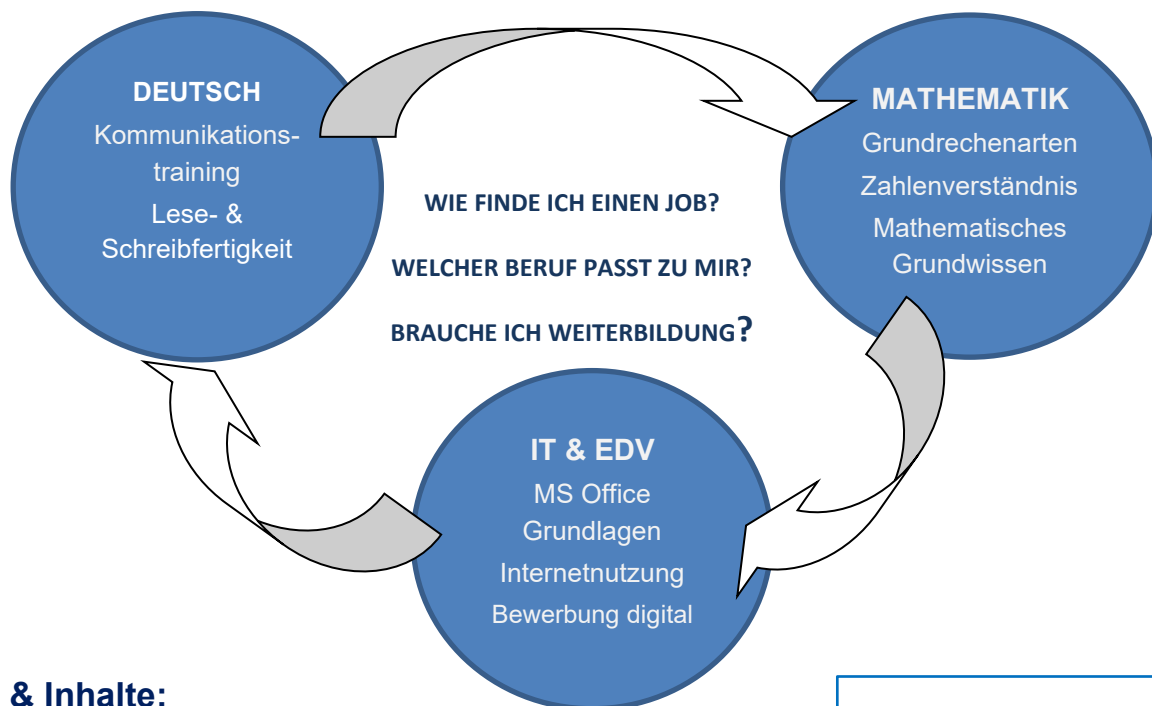 DEUTSCH
Kommunikations-
training
Lese- &
Schreibfertigkeit
MATHEMATIK
Grundrechenarten
Zahlenverständnis
Mathematisches
Grundwissen
WIE FINDE ICH EINEN JOB?
WELCHER BERUF PASST ZU MIR?
BRAUCHE ICH WEITERBILDUNG?
IT & EDV
MS Office
Grundlagen
Internetnutzung
Bewerbung digital
& Inhalte: